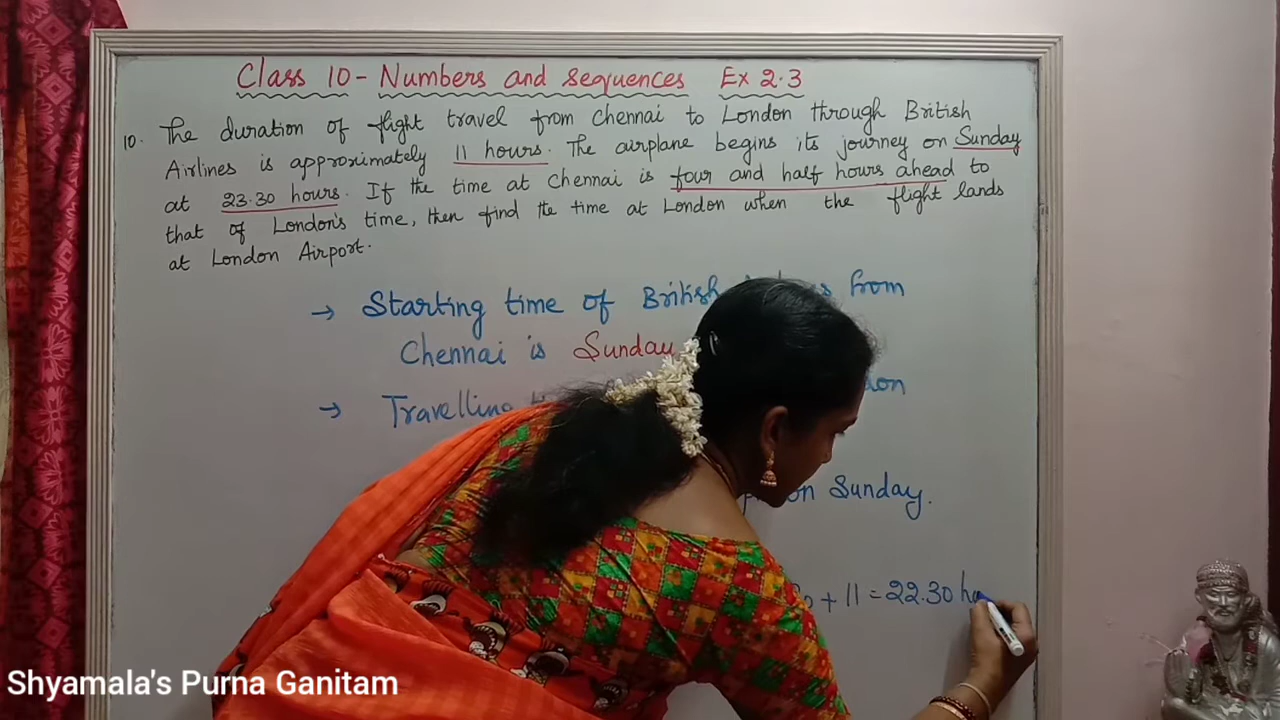 Class 10 - Numbers and sequences Ex 2.3
10. The duration of flight travel from Chennai to London through British
Airlines is approximately 11 hours. The airplane begins its journey on Sunday
at 23.30 hours. If the time at Chennai is four and half hours ahead to
that of London's time, then find the time at London when the flight lands
at London Airport.
→ Starting time of British from
Chennai is Sunday
→ Travelling
on Sunday.
+ 11 = 22.30
Shyamala's Purna Ganitam